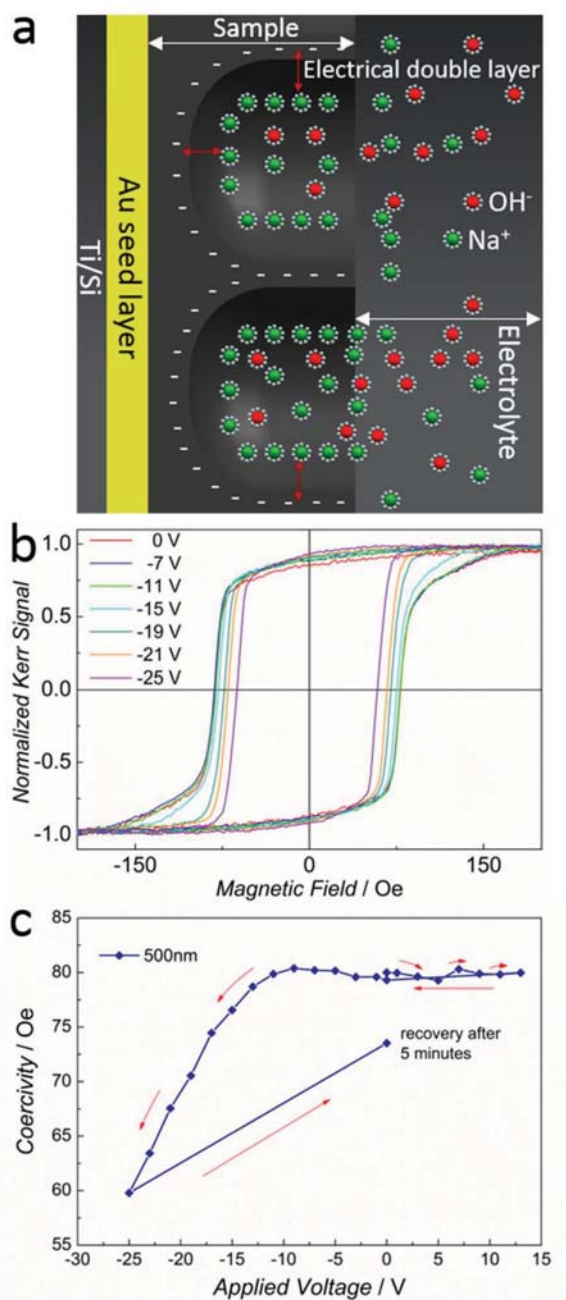 a
Sample
Electrical double layer
Ti/Si
Au seed layer
OH-
Na+
Electrolyte
b
1.0
0.5
0.0
-0.5
-1.0
Normalized Kerr Signal
0 V
-7 V
-11 V
-15 V
-19 V
-21 V
-25 V
-150
0
150
Magnetic Field / Oe
c
85
80
75
70
65
60
55
Coercivity / Oe
500nm
recovery after
5 minutes
-30
-25
-20
-15
-10
-5
0
5
10
15
Applied Voltage / V